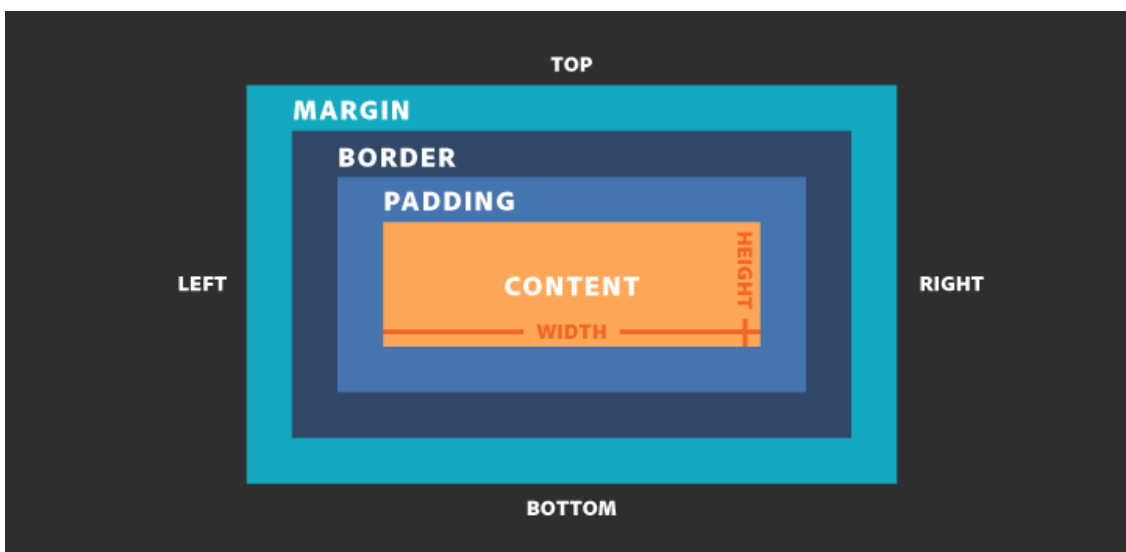 TOP
MARGIN
BORDER
PADDING
HEIGHT
LEFT
CONTENT
RIGHT
WIDTH
BOTTOM